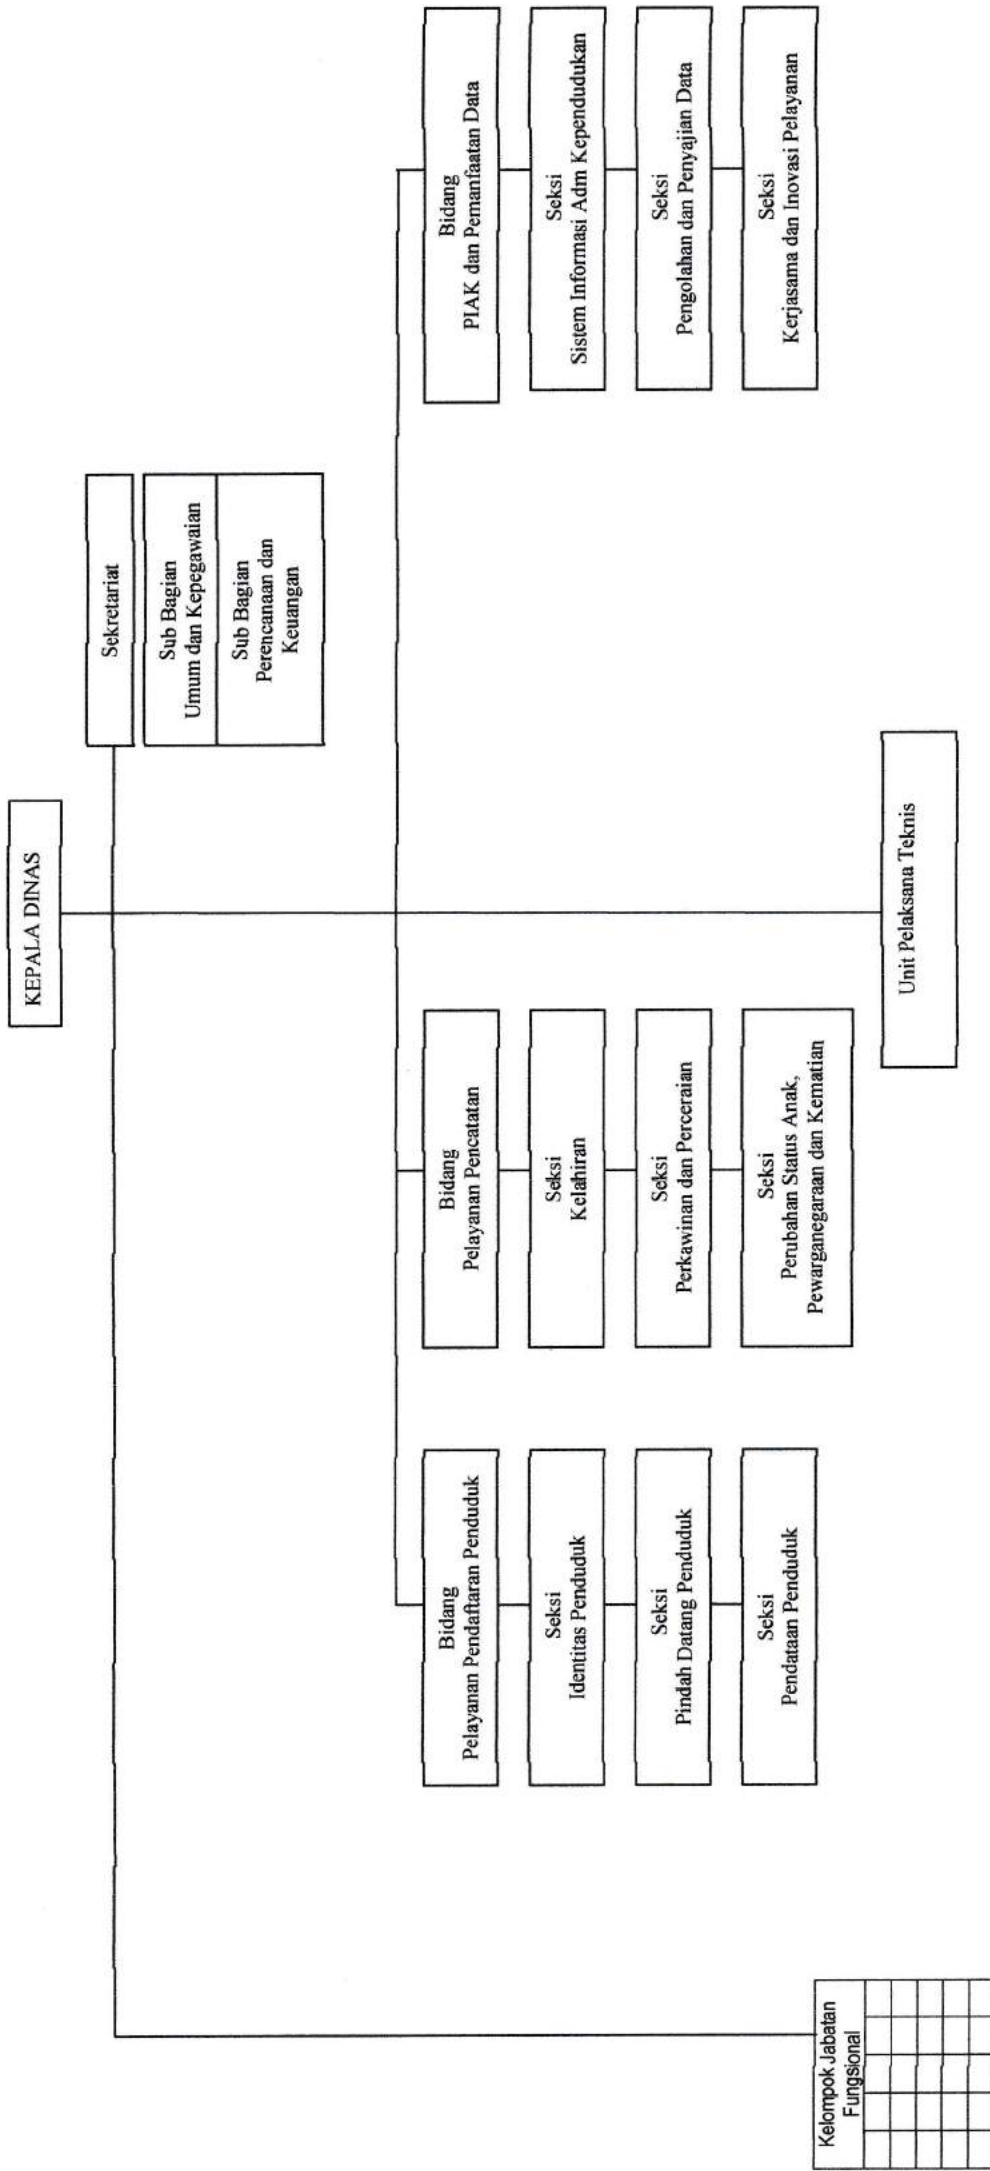 KEPALA DINAS
Sekretariat
Sub Bagian
Umum dan Kepegawaian
Sub Bagian
Perencanaan dan
Keuangan
Bidang
Pelayanan Pendaftaran Penduduk
Seksi
Identitas Penduduk
Seksi
Pindah Datang Penduduk
Seksi
Pendataan Penduduk
Bidang
Pelayanan Pencatatan
Seksi
Kelahiran
Seksi
Perkawinan dan Perceraian
Seksi
Perubahan Status Anak,
Pewarganegaraan dan Kematian
Bidang
PIAK dan Pemanfaatan Data
Seksi
Sistem Informasi Adm Kependudukan
Seksi
Pengolahan dan Penyajian Data
Seksi
Kerjasama dan Inovasi Pelayanan
Kelompok Jabatan
Fungsional
Unit Pelaksana Teknis